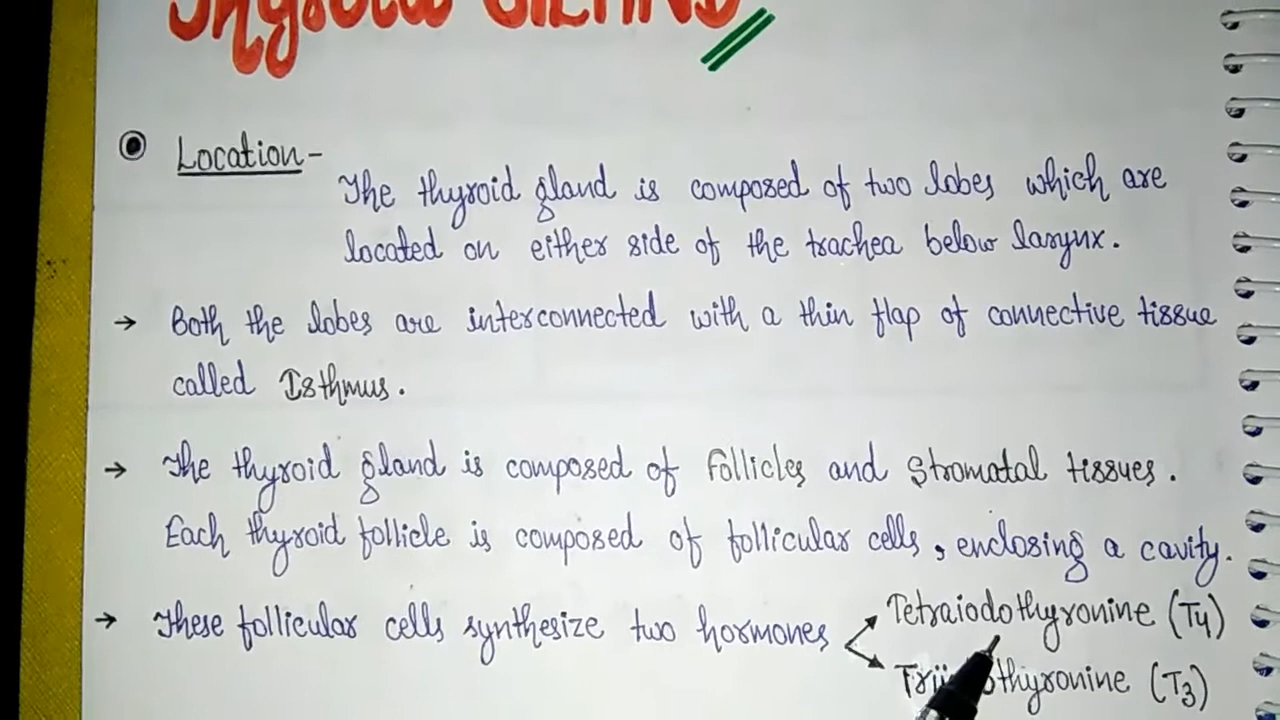 Thyroid GLAND
Location-
The thyroid gland is composed of two lobes which are
located on either side of the trachea below larynx.
→ Both the lobes are interconnected with a thin flap of connective tissue
called Isthmus.
→ The thyroid gland is composed of Follicles and Stromatal tissues.
Each thyroid follicle is composed of follicular cells, enclosing a cavity.
→ These follicular cells synthesize two hormones
Tetraiodothyronine (T4)
thyronine (T3)